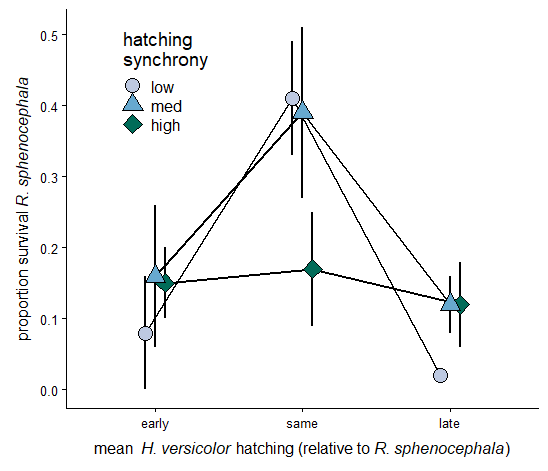 hatching
synchrony
low
med
high
0.5
0.4
0.3
0.2
0.1
0.0
proportion survival R. sphenocephala
early same late
mean H. versicolor hatching (relative to R. sphenocephala)